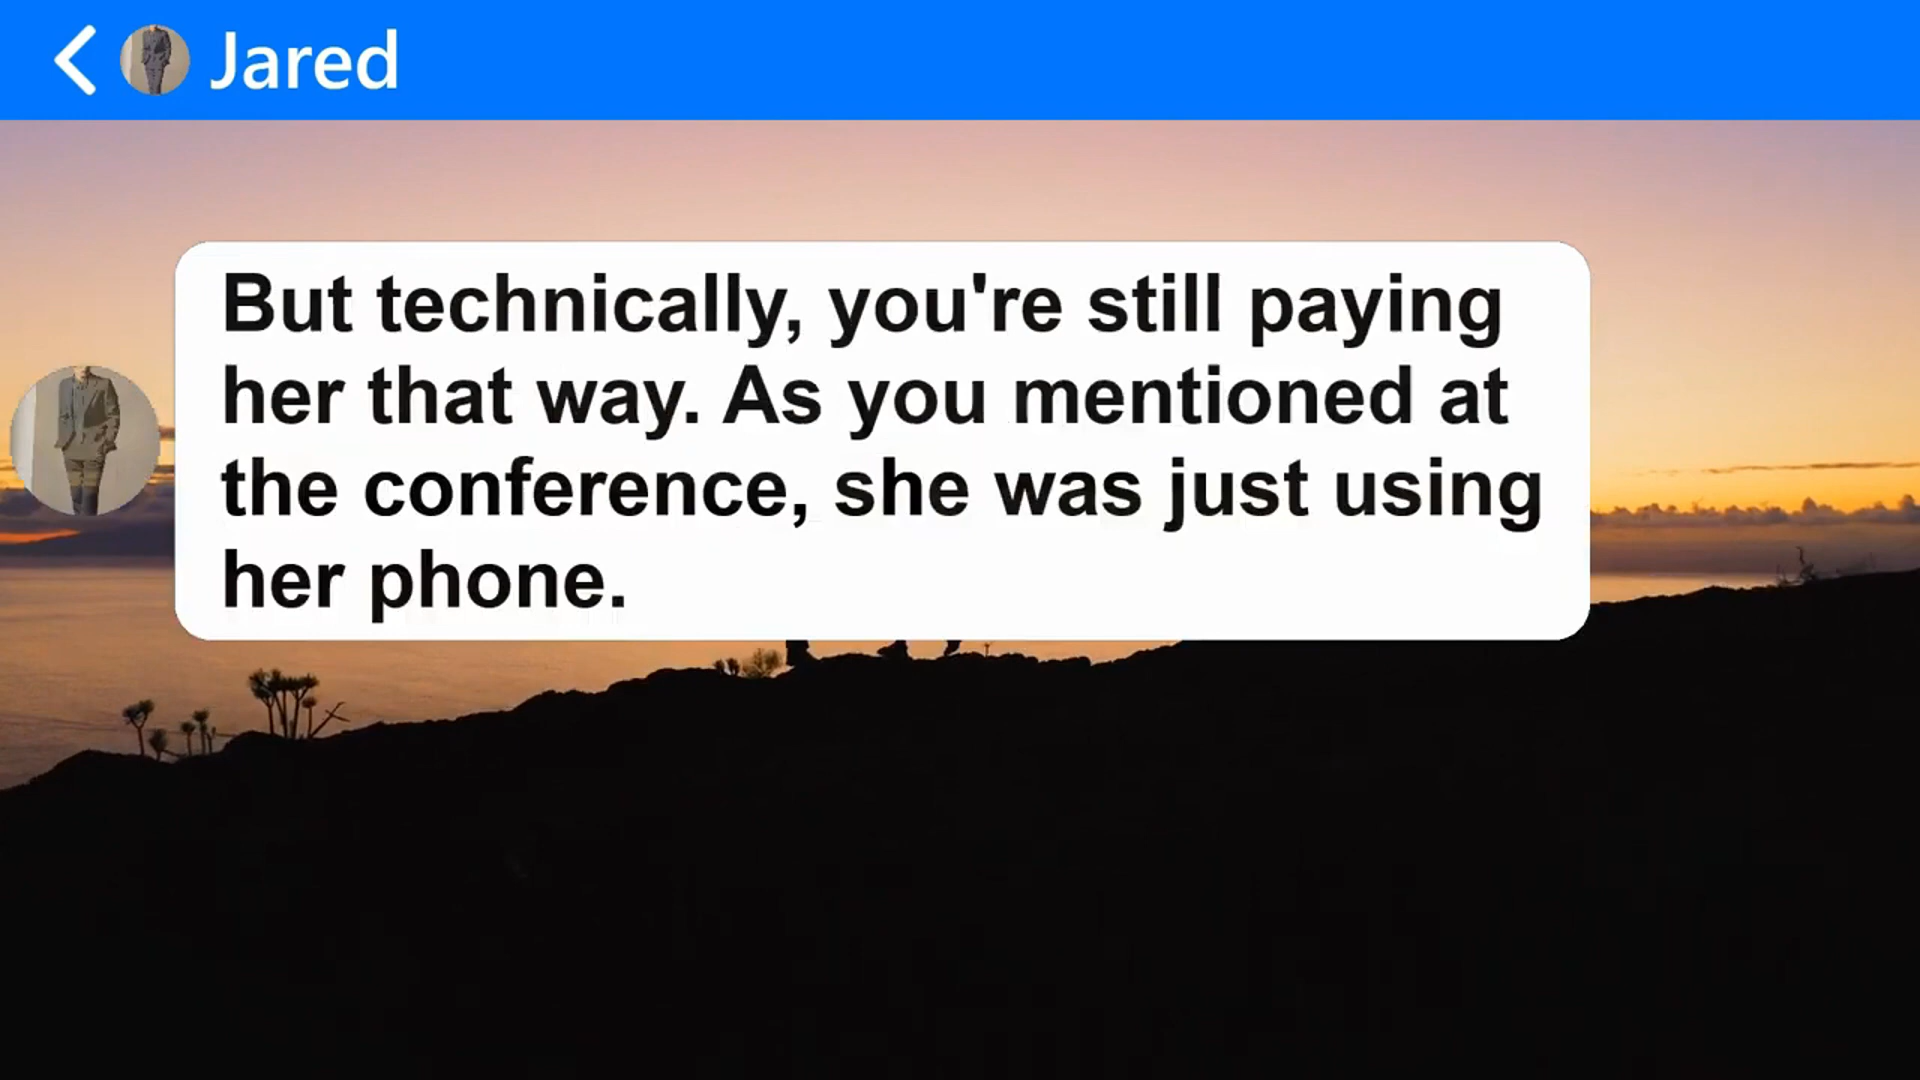 Jared
But technically, you're still paying
her that way. As you mentioned at
the conference, she was just using
her phone.